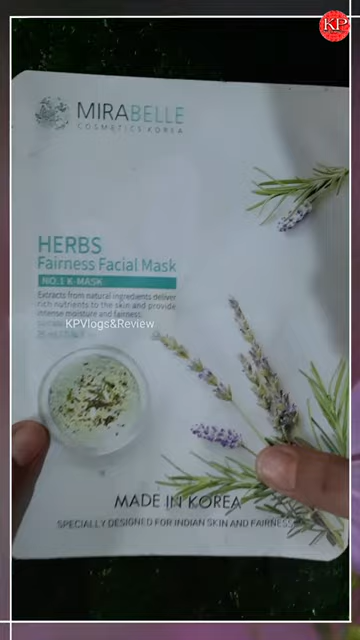 KP
MIRABELLE
COSMETICS KOREA
HERBS
Fairness Facial Mask
NO.1 K-MASK
Extracts from natural ingredients deliver
rich nutrients to the skin and provide
intense moisture and fairness
KPVlogs&Review
MADE IN KOREA
SPECIALLY DESIGNED FOR INDIAN SKIN AND FAIRNESS